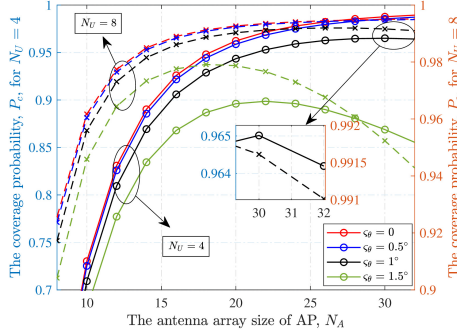 The coverage probability, P_c, for N_U = 4
1
0.95
0.9
0.85
0.8
0.75
0.7
N_U = 8
N_U = 4
0.965
0.964
30
32
0.992
0.9915
0.991
ς_θ = 0
ς_θ = 0.5°
ς_θ = 1°
ς_θ = 1.5°
10
15
20
25
30
The antenna array size of AP, N_A
1
0.98
0.96
0.94
0.92
0.9
The coverage probability, P_c, for N_U = 8